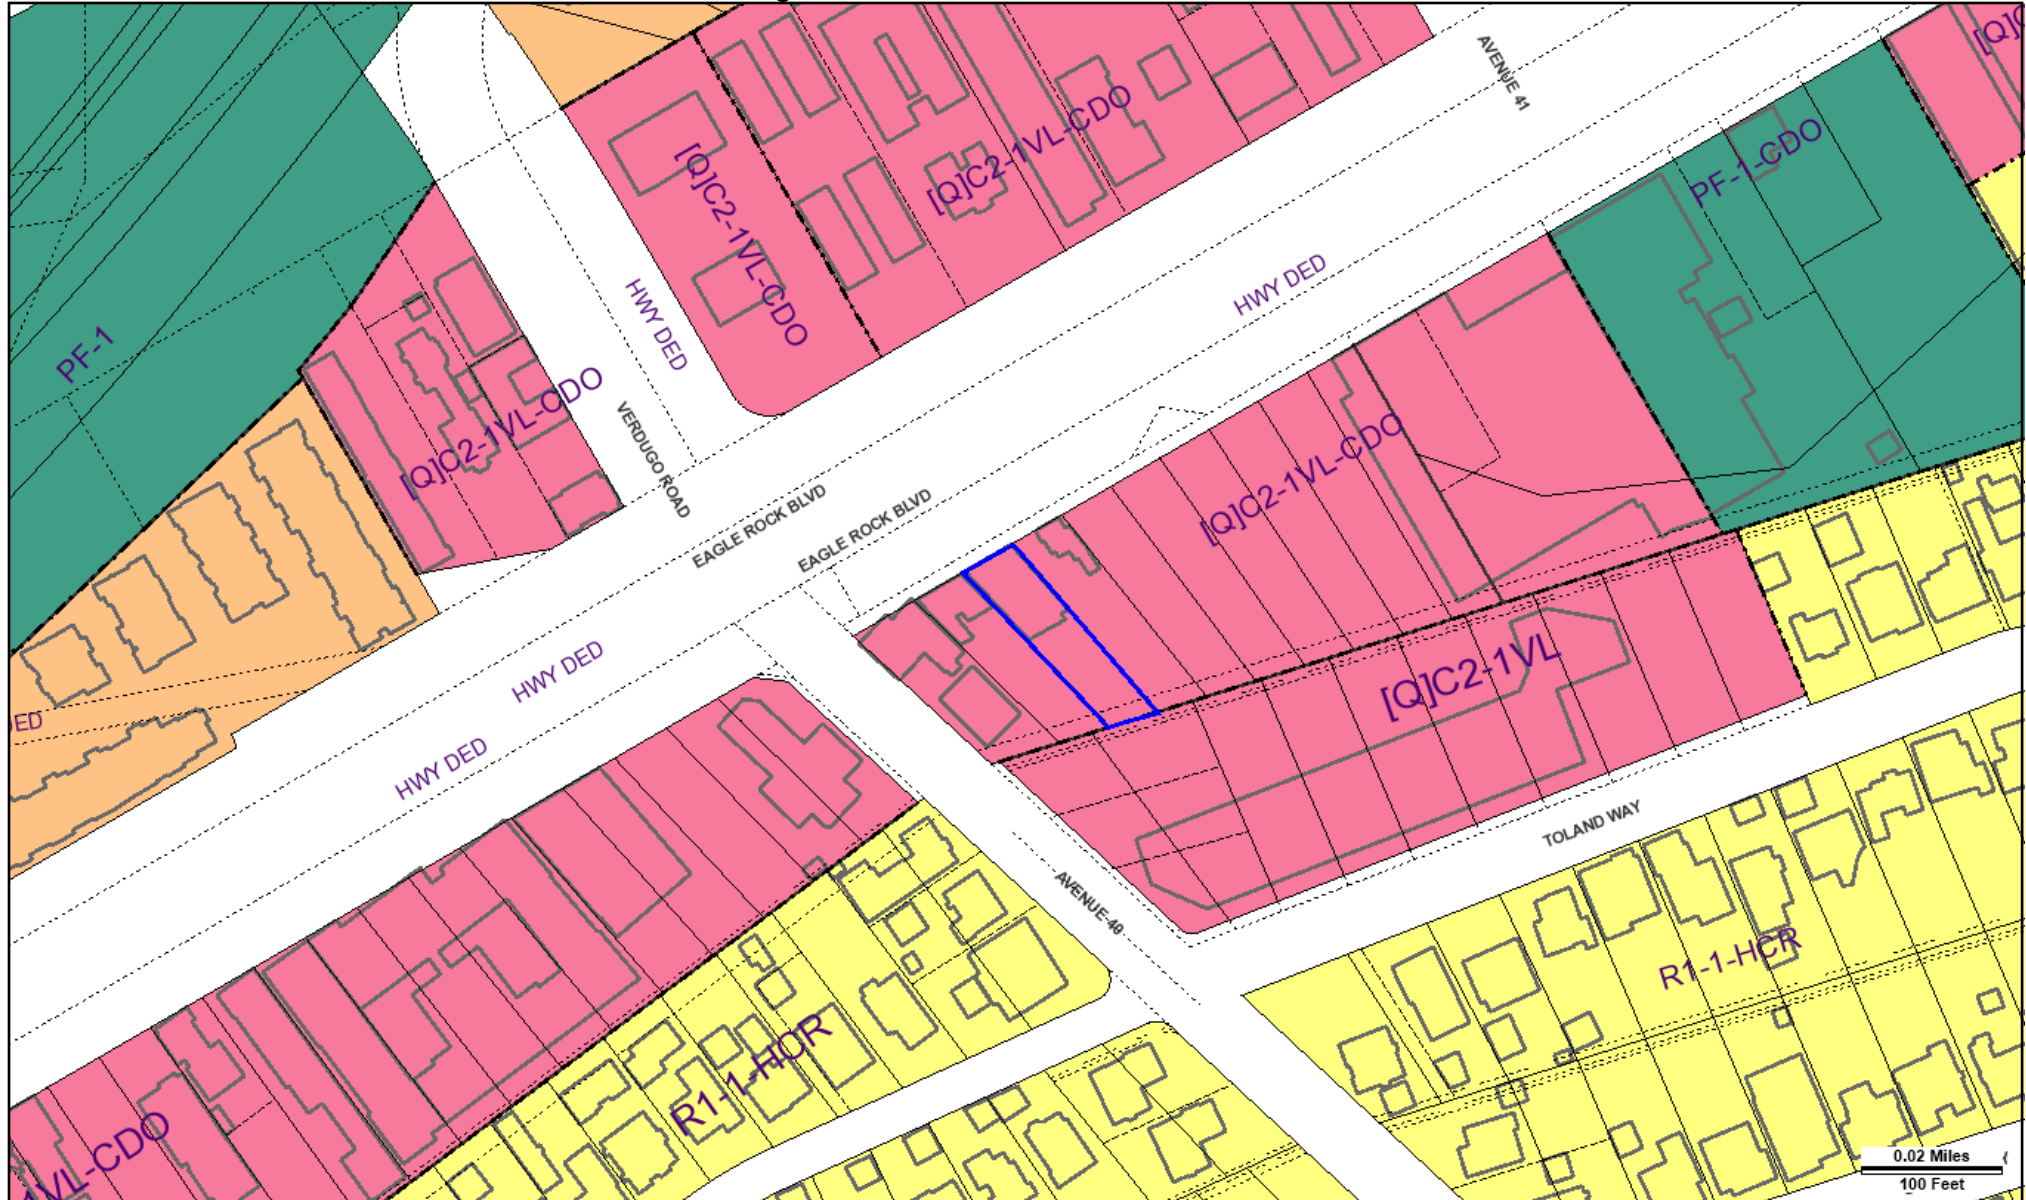 [Q]C
AVENUE 41
[Q]C2-1VL-CDO
[Q]C2-1VL-CDO
PF-1-CDO
HWY DED
HWY DED
PF-1
[Q]C2-1VL-CDO
VERDUGO ROAD
[Q]C2-1VL-CDO
EAGLE ROCK BLVD
EAGLE ROCK BLVD
HWY DED
[Q]C2-1VL
ED
HWY DED
TOLAND WAY
AVENUE 40
R1-1-HCR
R1-1-HCR
1VL-CDO
0.02 Miles
100 Feet